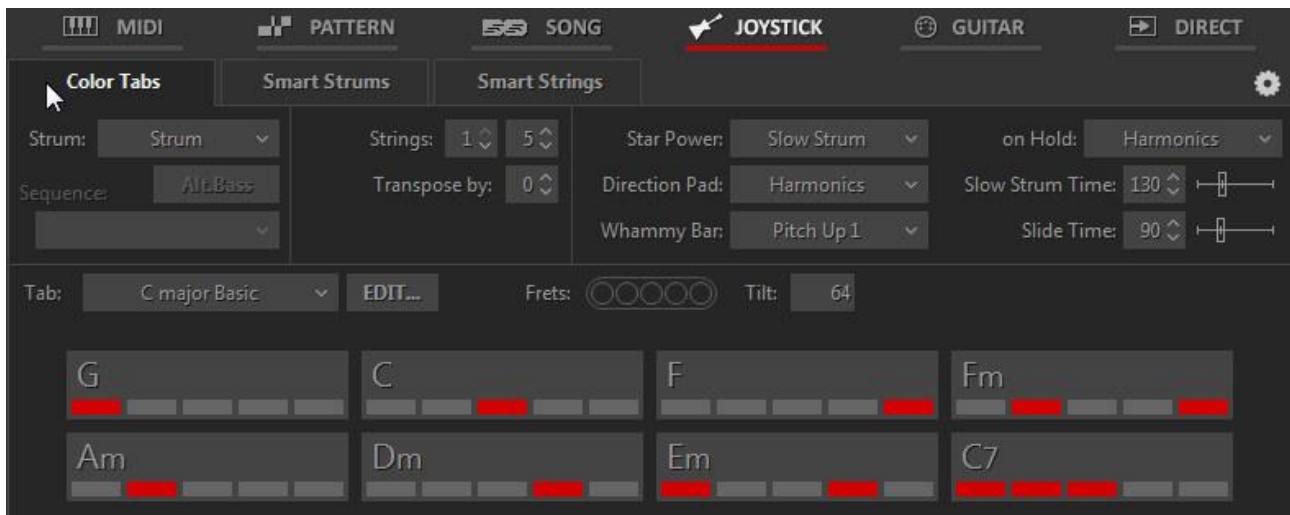 MIDI PATTERN SONG JOYSTICK GUITAR DIRECT
Color Tabs Smart Strums Smart Strings
Strum: Strum Strings: 1 5 Star Power: Slow Strum on Hold: Harmonics
Sequence: Alt.Bass Transpose by: 0 Direction Pad: Harmonics Slow Strum Time: 130
Whammy Bar: Pitch Up 1 Slide Time: 90
Tab: C major Basic EDIT... Frets: Tilt: 64
G C F Fm
Am Dm Em C7